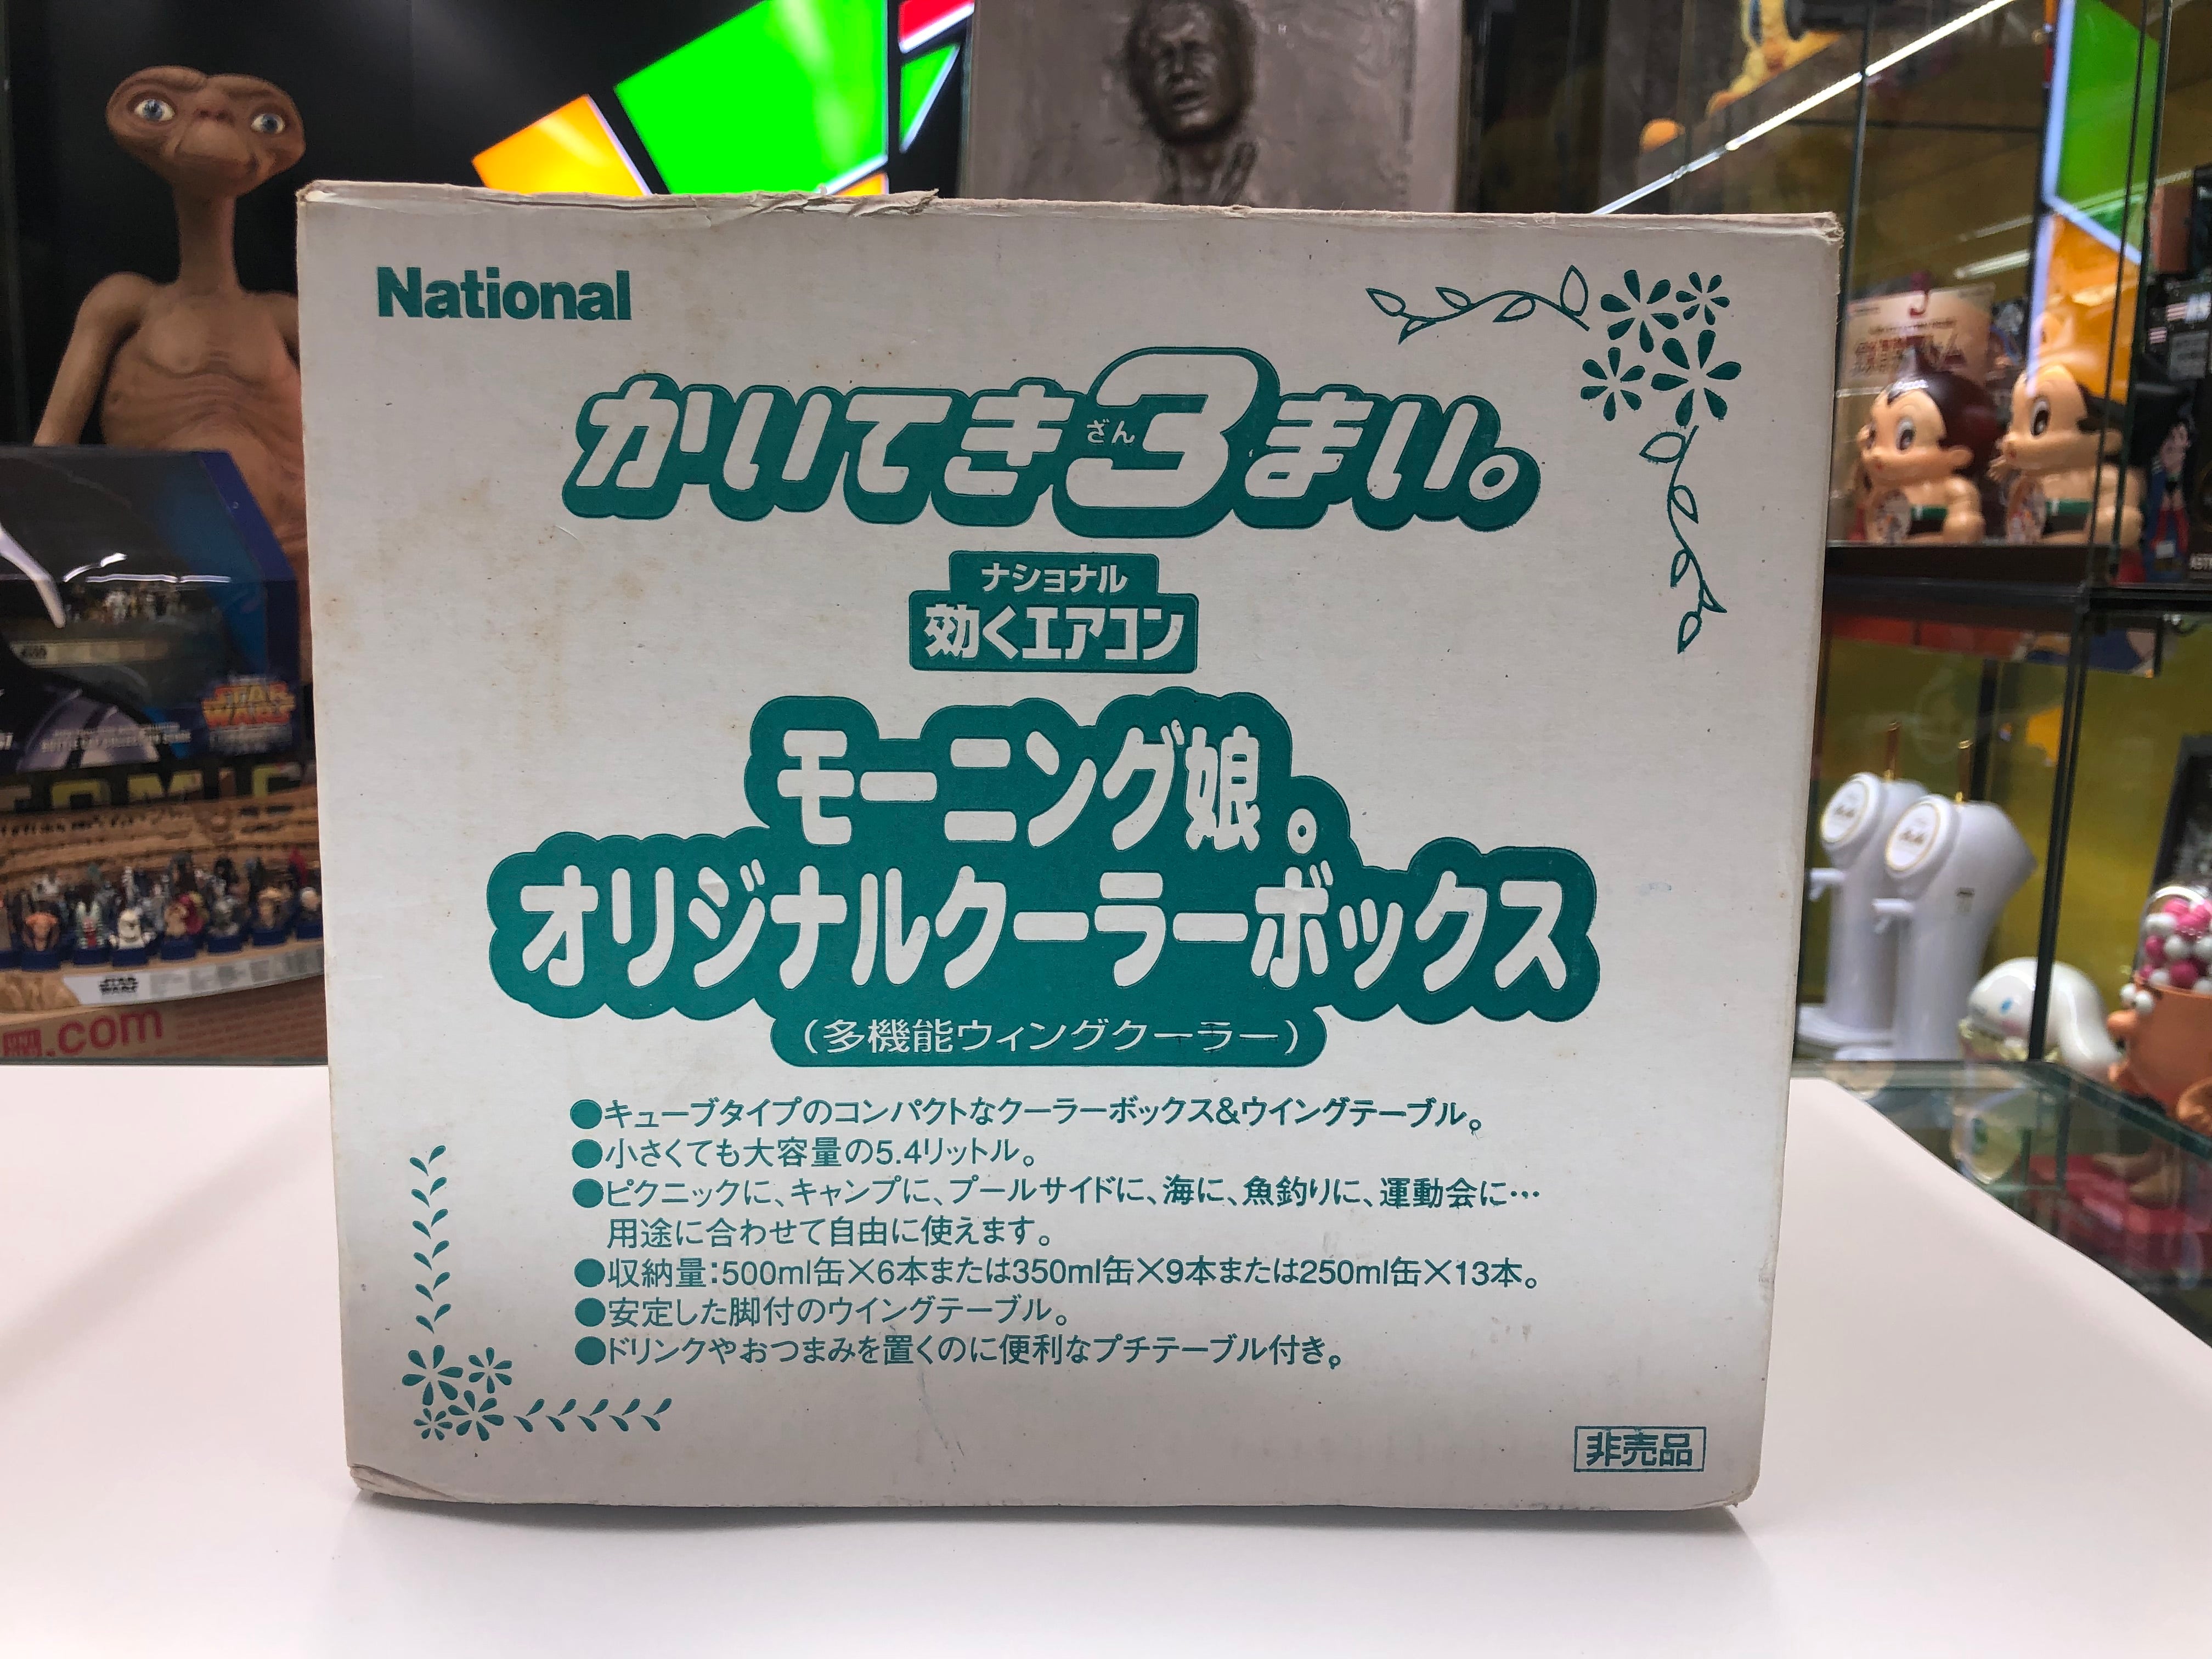 National
かいてき3まい。
ざん
ナショナル
効くエアコン
モーニング娘。
オリジナルクーラーボックス
(多機能ウィングクーラー)
●キューブタイプのコンパクトなクーラーボックス&ウイングテーブル。
●小さくても大容量の5.4リットル。
●ピクニックに、キャンプに、プールサイドに、海に、魚釣りに、運動会に…
用途に合わせて自由に使えます。
●収納量:500ml缶×6本または350ml缶×9本または250ml缶×13本。
●安定した脚付のウイングテーブル。
●ドリンクやおつまみを置くのに便利なプチテーブル付き。
非売品
STAR
WARS
STAR
WARS
.com